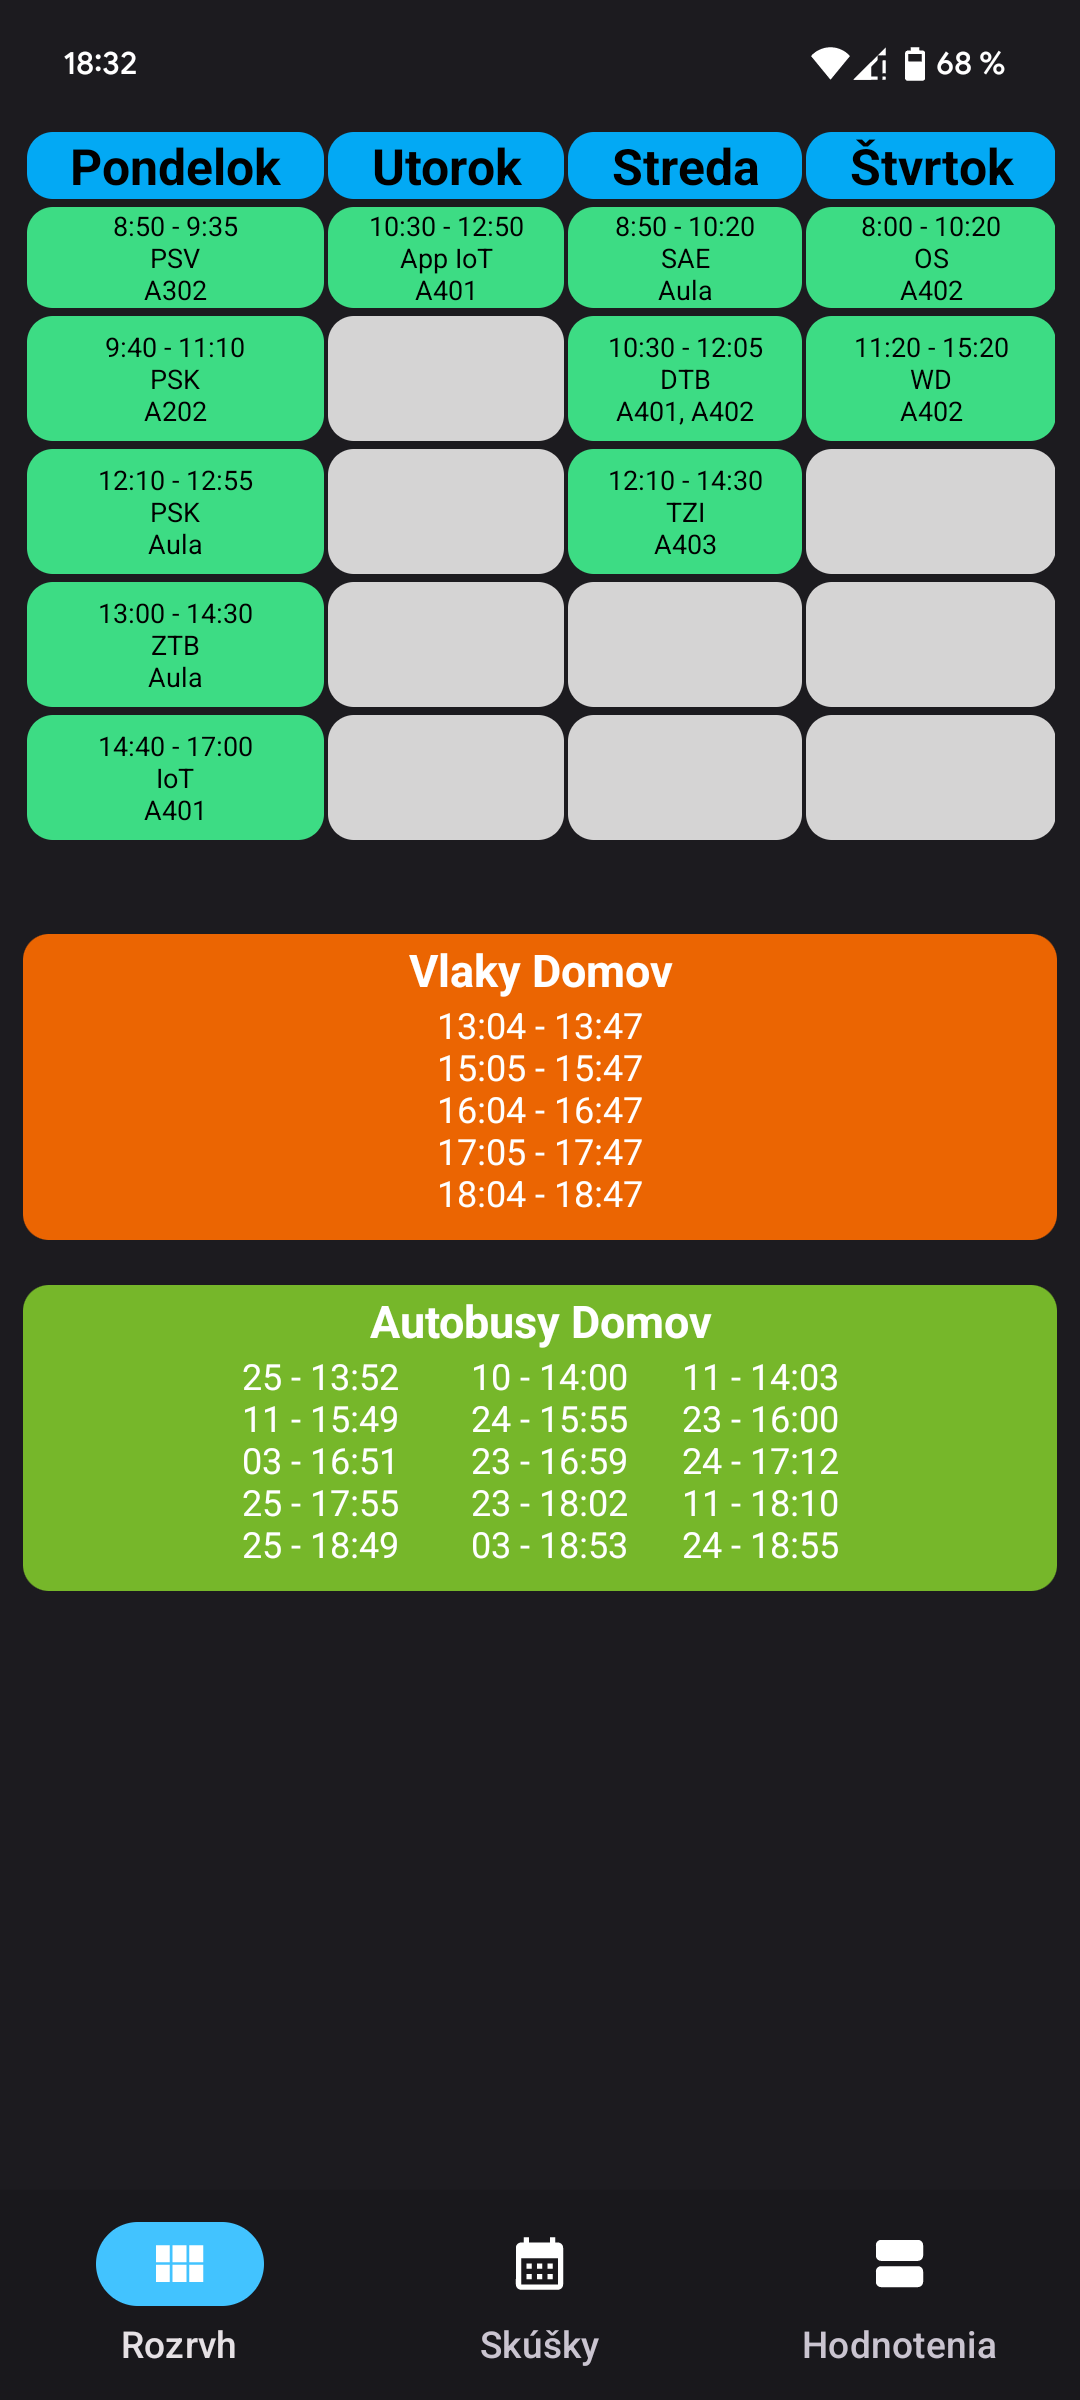 18:32
68 %
Pondelok Utorok Streda Štvrtok
8:50 - 9:35
PSV
A302
10:30 - 12:50
App IoT
A401
8:50 - 10:20
SAE
Aula
8:00 - 10:20
OS
A402
9:40 - 11:10
PSK
A202
10:30 - 12:05
DTB
A401, A402
11:20 - 15:20
WD
A402
12:10 - 12:55
PSK
Aula
12:10 - 14:30
TZI
A403
13:00 - 14:30
ZTB
Aula
14:40 - 17:00
IoT
A401
Vlaky Domov
13:04 - 13:47
15:05 - 15:47
16:04 - 16:47
17:05 - 17:47
18:04 - 18:47
Autobusy Domov
25 - 13:52 10 - 14:00 11 - 14:03
11 - 15:49 24 - 15:55 23 - 16:00
03 - 16:51 23 - 16:59 24 - 17:12
25 - 17:55 23 - 18:02 11 - 18:10
25 - 18:49 03 - 18:53 24 - 18:55
Rozrvh Skúšky Hodnotenia